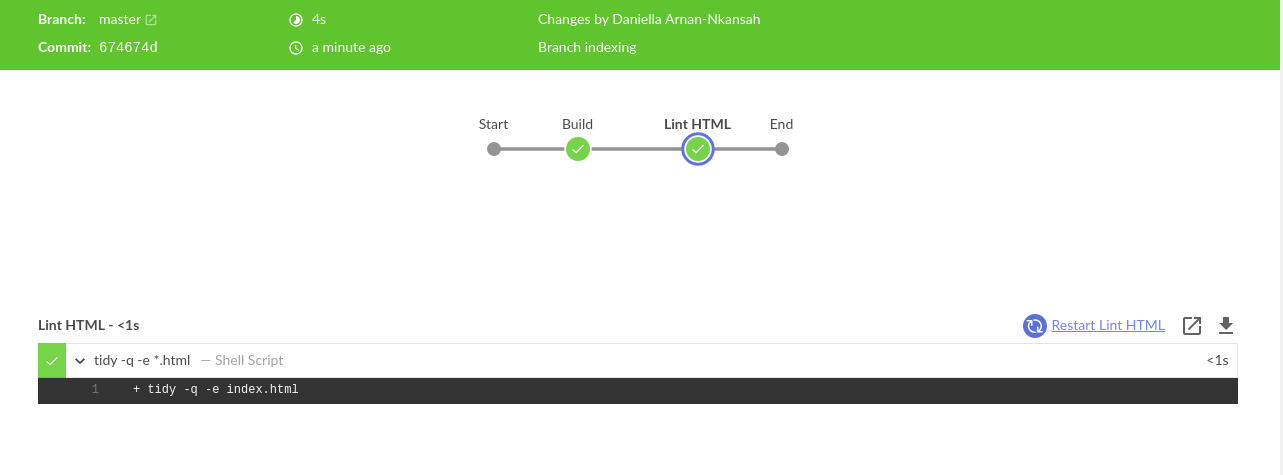 Branch: master 4s Changes by Daniella Arnan-Nkansah
Commit: 674674d a minute ago Branch indexing
Start Build Lint HTML End
Lint HTML - <1s Restart Lint HTML
tidy -q -e *.html — Shell Script <1s
1 + tidy -q -e index.html